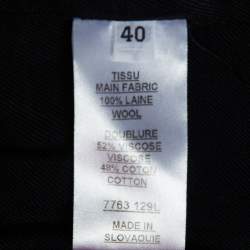 40
TISSU
MAIN FABRIC
100% LAINE
WOOL
DOUBLURE
52% VISCOSE
VISCOSE
48% COTON
COTTON
7763 129L
MADE IN
SLOVAQUIE